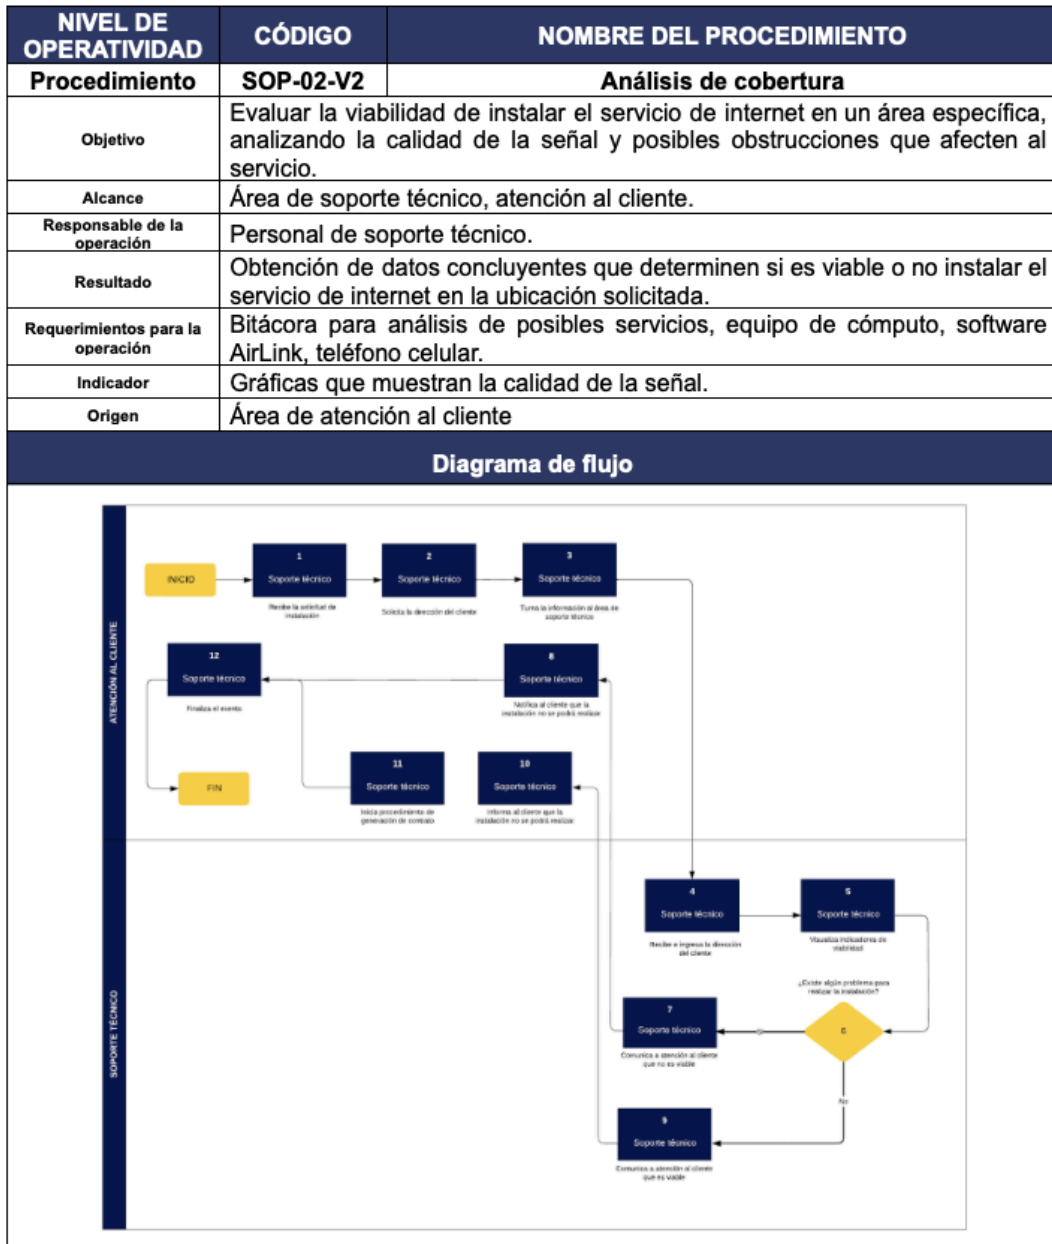 NIVEL DE
OPERATIVIDAD
CÓDIGO
NOMBRE DEL PROCEDIMIENTO
Procedimiento
SOP-02-V2
Análisis de cobertura
Objetivo
Evaluar la viabilidad de instalar el servicio de internet en un área específica,
analizando la calidad de la señal y posibles obstrucciones que afecten al
servicio.
Alcance
Área de soporte técnico, atención al cliente.
Responsable de la
operación
Personal de soporte técnico.
Resultado
Obtención de datos concluyentes que determinen si es viable o no instalar el
servicio de internet en la ubicación solicitada.
Requerimientos para la
operación
Bitácora para análisis de posibles servicios, equipo de cómputo, software
AirLink, teléfono celular.
Indicador
Gráficas que muestran la calidad de la señal.
Origen
Área de atención al cliente
Diagrama de flujo
ATENCIÓN AL CLIENTE
INICIO
1
Soporte técnico
Recibe la solicitud de
instalación
2
Soporte técnico
Solicita la dirección del cliente
3
Soporte técnico
Turna la información al área de
soporte técnico
12
Soporte técnico
Finaliza el evento
8
Soporte técnico
Notifica al cliente que la
instalación no se podrá realizar
FIN
11
Soporte técnico
Inicia procedimiento de
generación de contrato
10
Soporte técnico
Informa al cliente que la
instalación no se podrá realizar
SOPORTE TÉCNICO
4
Soporte técnico
Recibe e ingresa la dirección
del cliente
5
Soporte técnico
Visualiza indicadores de
viabilidad
¿Existe algún problema para
realizar la instalación?
6
Si
No
7
Soporte técnico
Comunica a atención al cliente
que no es viable
9
Soporte técnico
Comunica a atención al cliente
que es viable